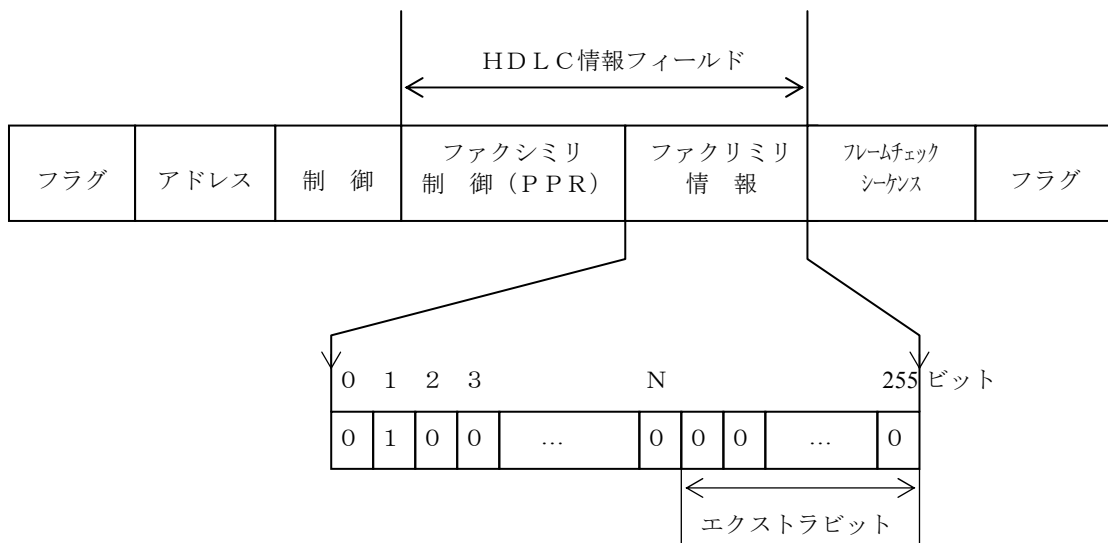 HDLC情報フィールド
フラグ
アドレス
制 御
ファクシミリ
制 御(PPR)
ファクリミリ
情 報
フレームチェック
シーケンス
フラグ
0 1 2 3 N 255 ビット
0 1 0 0 … 0 0 0 … 0
エクストラビット